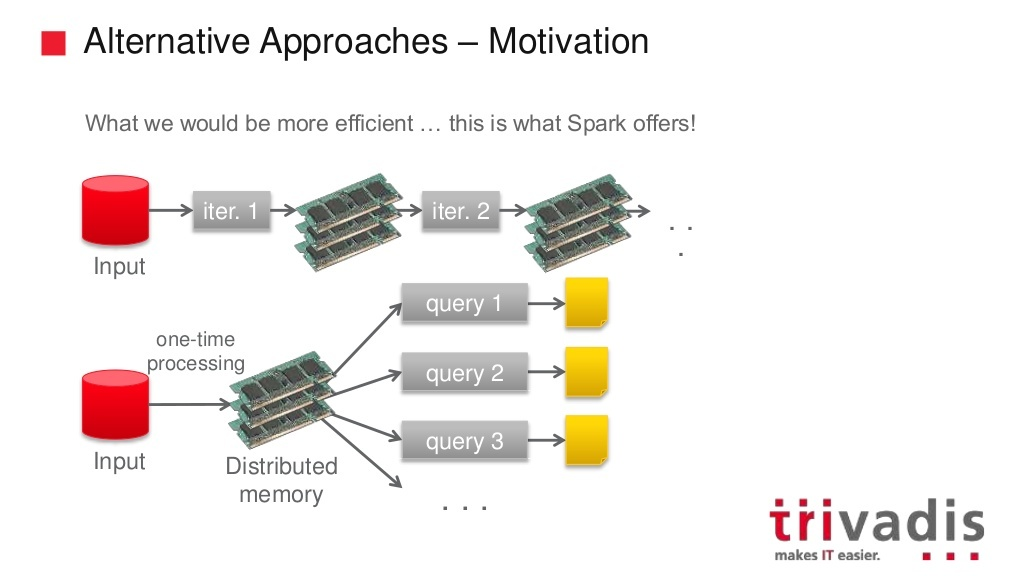 Alternative Approaches – Motivation
What we would be more efficient … this is what Spark offers!
iter. 1
iter. 2
. .
.
Input
query 1
one-time
processing
query 2
query 3
Input
Distributed
memory
. . .
trivadis
makes IT easier.